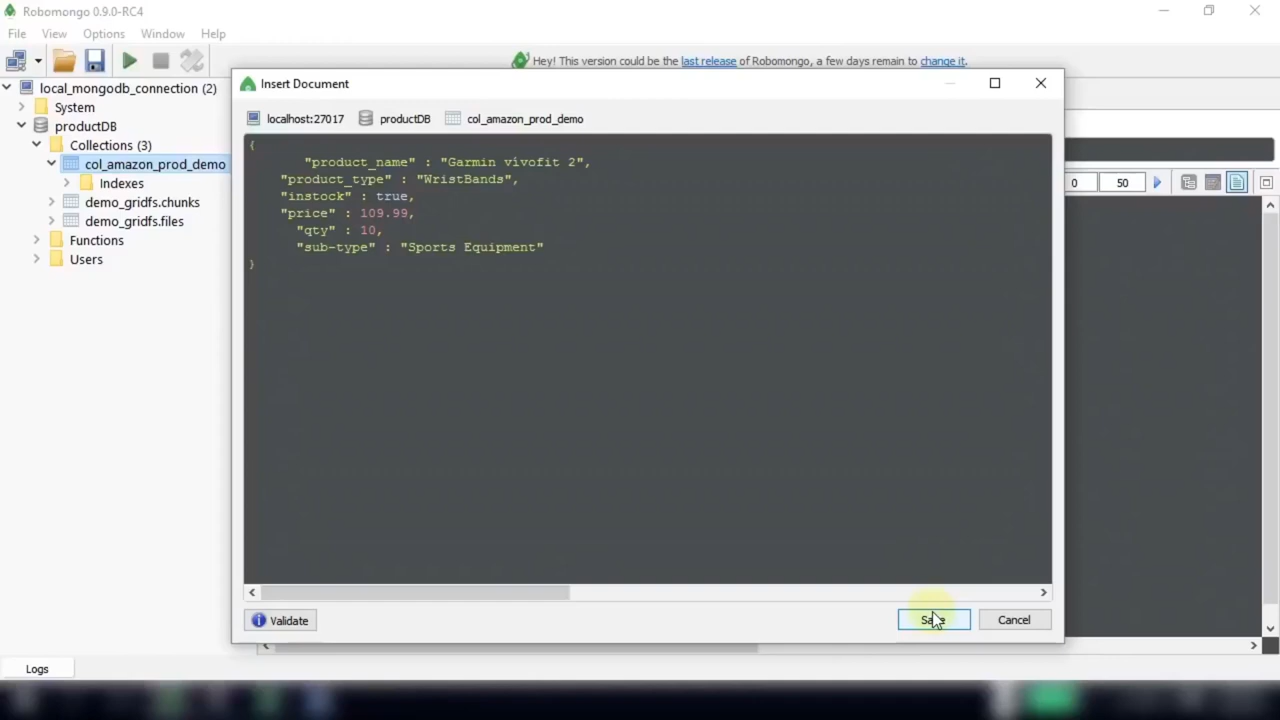 Robomongo 0.9.0-RC4
File View Options Window Help
Hey! This version could be the last release of Robomongo, a few days remain to change it.
local_mongodb_connection (2)
System
productDB
Collections (3)
col_amazon_prod_demo
Indexes
demo_gridfs.chunks
demo_gridfs.files
Functions
Users
Insert Document
localhost:27017 productDB col_amazon_prod_demo
{
"product_name" : "Garmin vívofit 2",
"product_type" : "WristBands",
"instock" : true,
"price" : 109.99,
"qty" : 10,
"sub-type" : "Sports Equipment"
}
0 50
Validate
Save Cancel
Logs